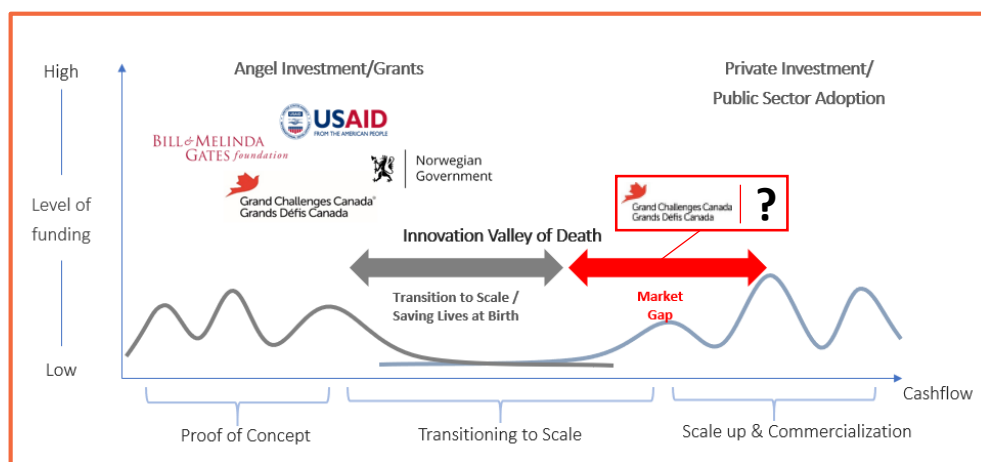 High
Angel Investment/Grants
Private Investment/
Public Sector Adoption
USAID
FROM THE AMERICAN PEOPLE
BILL & MELINDA
GATES foundation
Norwegian
Government
Grand Challenges Canada®
Grands Défis Canada
Grand Challenges Canada
Grands Défis Canada
?
Level of
funding
Innovation Valley of Death
Transition to Scale /
Saving Lives at Birth
Market
Gap
Low
Cashflow
Proof of Concept
Transitioning to Scale
Scale up & Commercialization